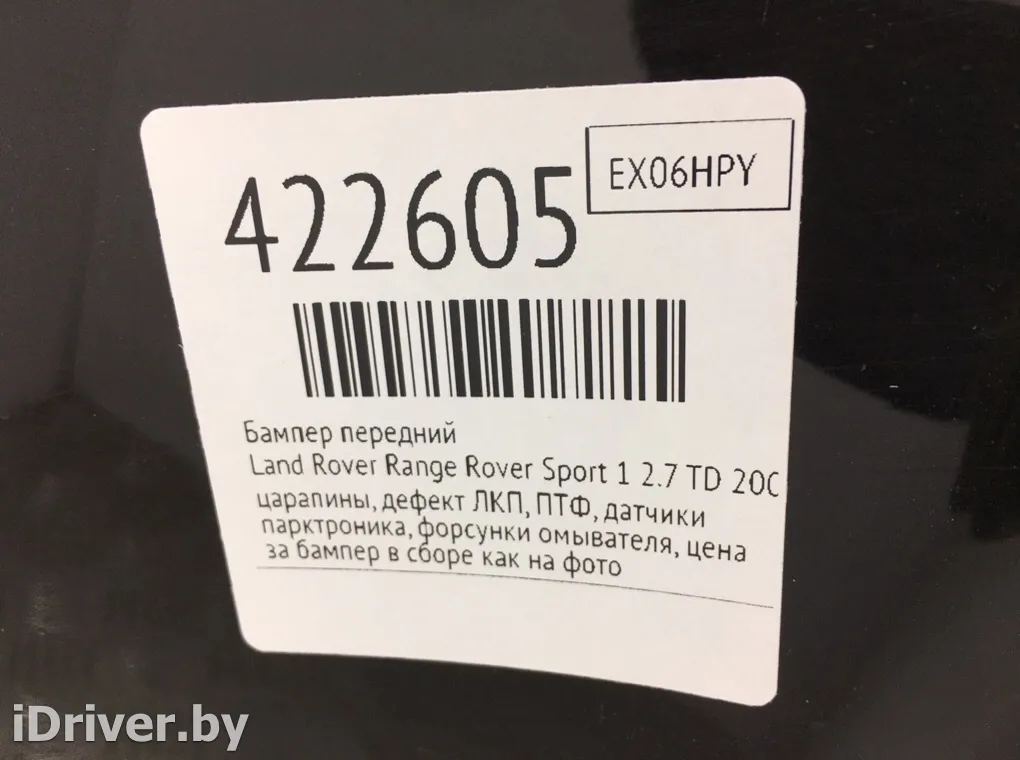 EX06HPY
422605
Бампер передний
Land Rover Range Rover Sport 1 2.7 TD 20C
царапины, дефект ЛКП, ПТФ, датчики
парктроника, форсунки омывателя, цена
за бампер в сборе как на фото
iDriver.by